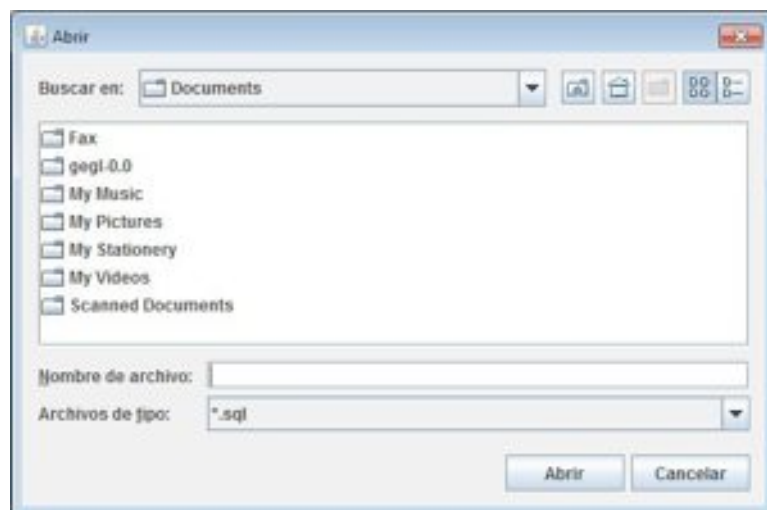 Abrir
Buscar en: Documents
Fax
gegl-0.0
My Music
My Pictures
My Stationery
My Videos
Scanned Documents
Nombre de archivo:
Archivos de tipo: *.sql
Abrir Cancelar